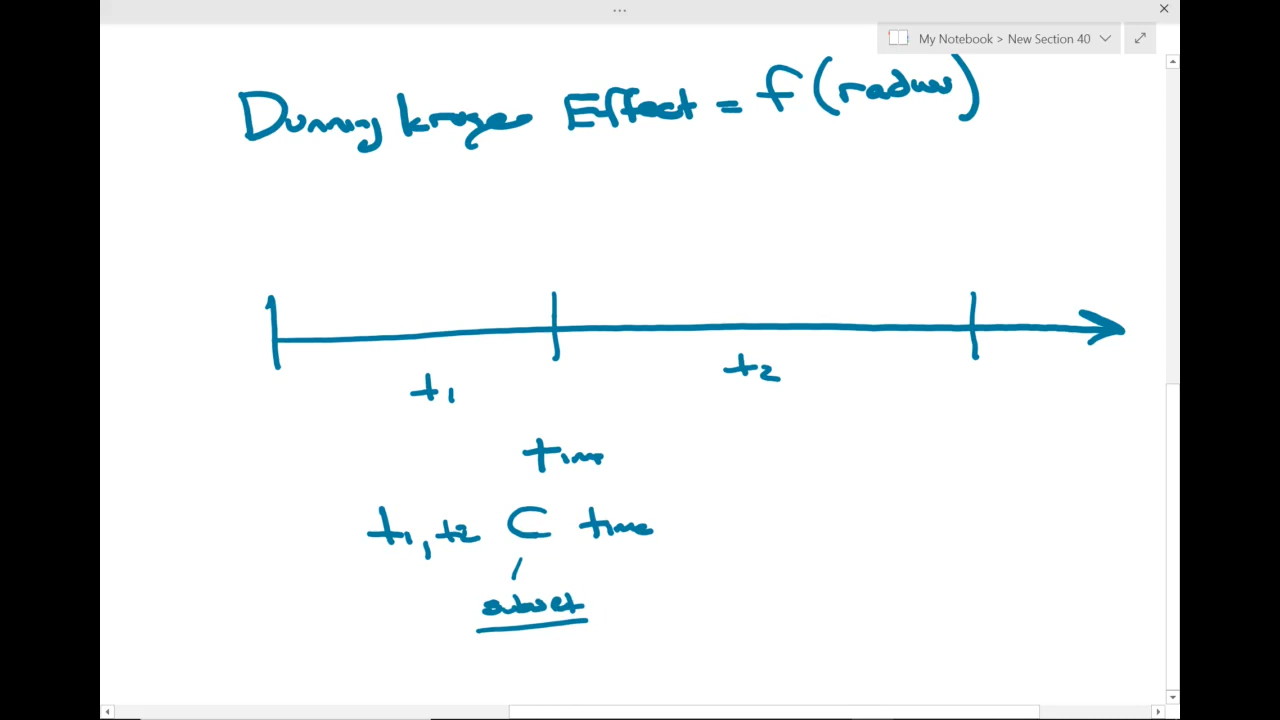 My Notebook > New Section 40
Dunning kruger Effect = f (radius)
t1 t2
time
t1, t2 ⊂ time
subset